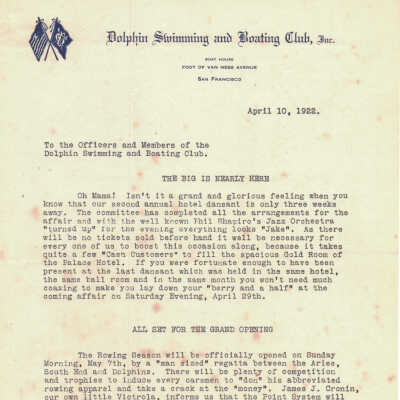 Dolphin Swimming and Boating Club, Inc.
BOAT HOUSE
FOOT OF VAN NESS AVENUE
SAN FRANCISCO
April 10, 1922.
To the Officers and Members of the
Dolphin Swimming and Boating Club.
THE BIG IS NEARLY HERE
Oh Mama! Isn't it a grand and glorious feeling when you
know that our second annual hotel dansant is only three weeks
away. The committee has completed all the arrangements for the
affair and with the well known Phil Shapiro's Jazz Orchestra
"turned up" for the evening everything looks "Jake". As there
will be no tickets sold before hand it well be necessary for
every one of us to boost this occasion along, because it takes
quite a few "Cash Customers" to fill the spacious Gold Room of
the Palace Hotel. If you were fortunate enough to have been
present at the last dansant which was held in the same hotel,
the same ball room and in the same month you won't need much
coaxing to make you lay down your "berry and a half" at the
coming affair on Saturday Evening, April 29th.
ALL SET FOR THE GRAND OPENING
The Rowing Season will be officially opened on Sunday
Morning, May 7th, by a "man sized" regatta between the Ariel,
South End and Dolphins. There will be plenty of competition
and trophies to induce every oarsmen to "don" his abbreviated
rowing apparel and take a crack at the "money". James J. Cronin,
our own little Victrola, informs us that the Point System will